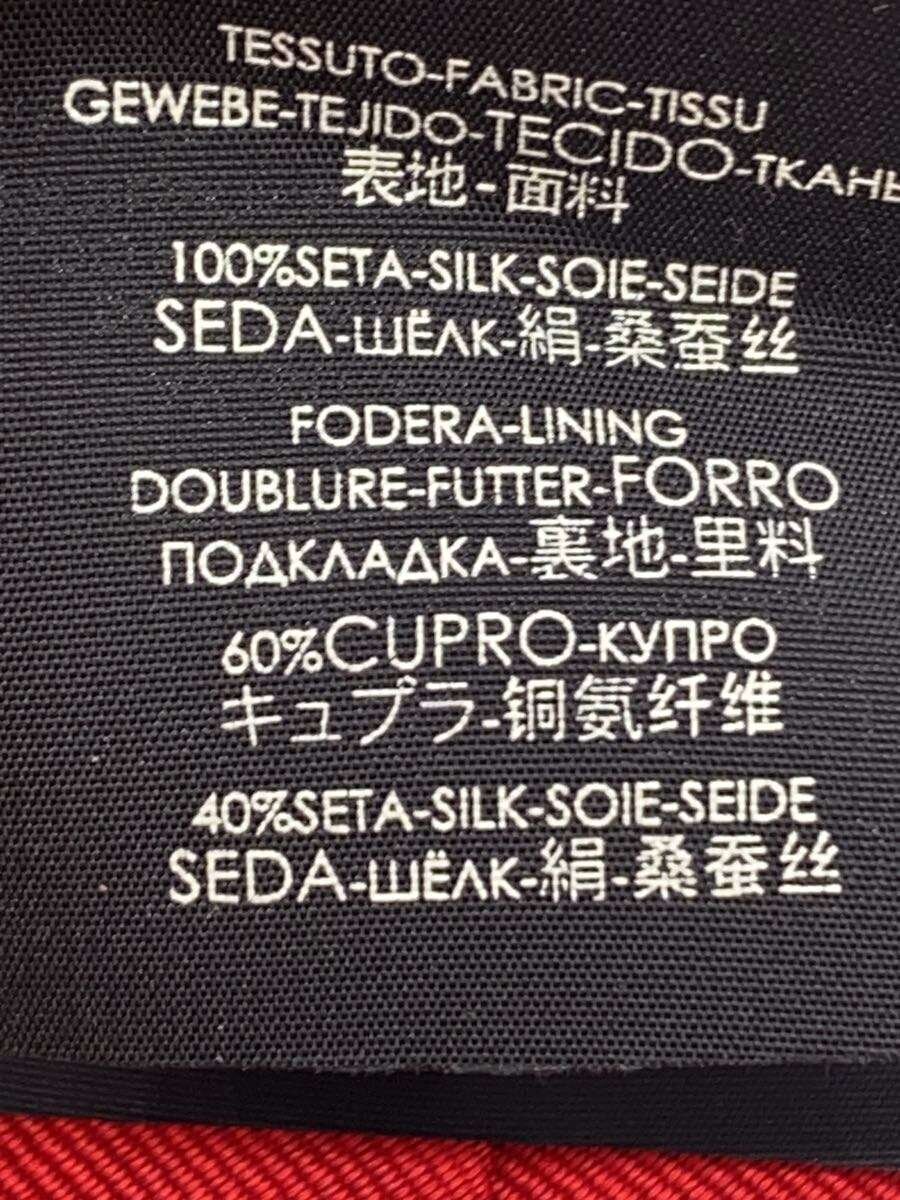 TESSUTO-FABRIC-TISSU
GEWEBE-TEJIDO-TECIDO-ТКАНЬ
表地-面料
100%SETA-SILK-SOIE-SEIDE
SEDA-ШЁЛК-絹-桑蚕丝
FODERA-LINING
DOUBLURE-FUTTER-FORRO
ПОДКЛАДКА-裏地-里料
60%CUPRO-КУПРО
キュプラ-铜氨纤维
40%SETA-SILK-SOIE-SEIDE
SEDA-ШЁЛК-絹-桑蚕丝